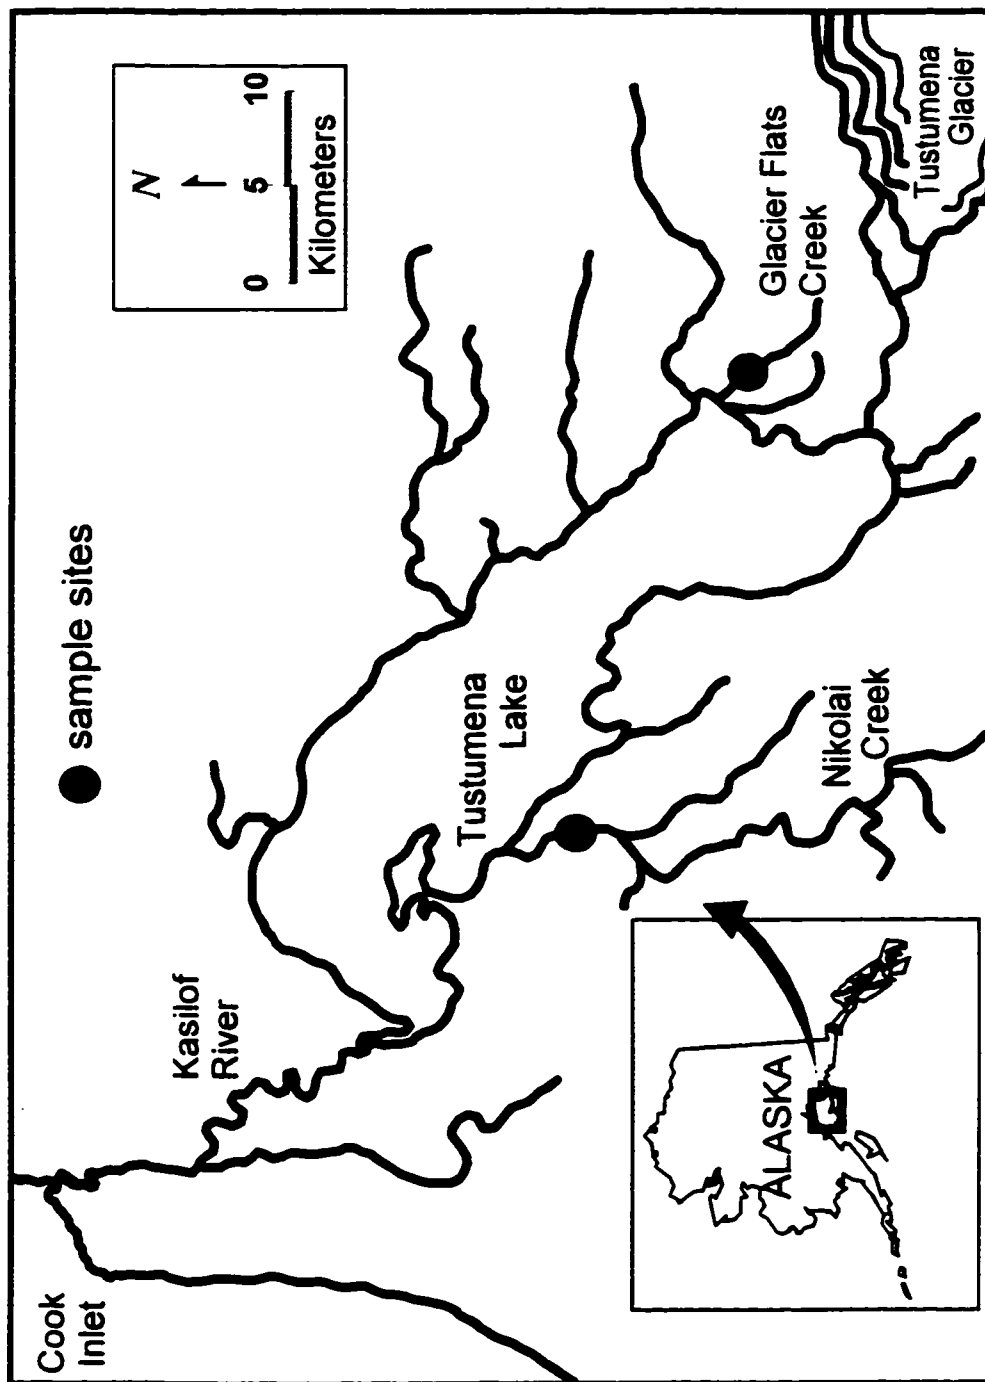 Cook
Inlet
Kasilof
River
sample sites
N
0 5 10
Kilometers
Tustumena
Lake
Glacier Flats
Creek
Nikolai
Creek
Tustumena
Glacier
ALASKA